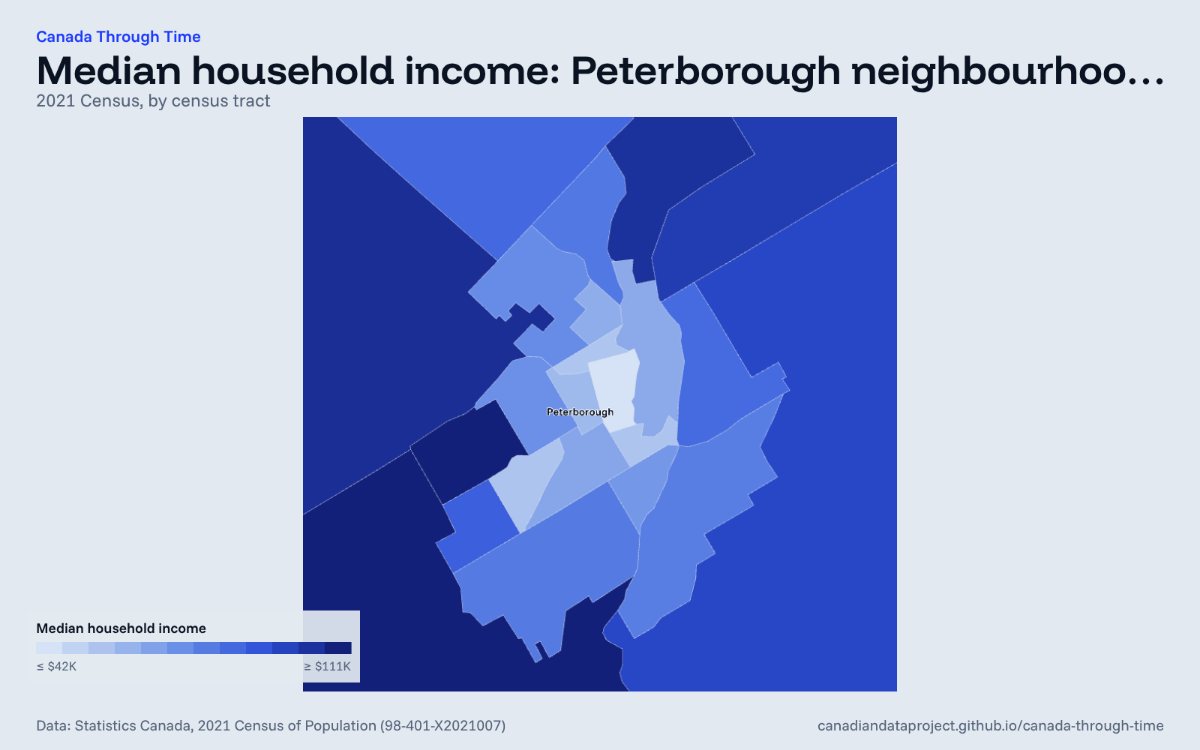 Canada Through Time
Median household income: Peterborough neighbourhoo…
2021 Census, by census tract
Peterborough
Median household income
≤ $42K ≥ $111K
Data: Statistics Canada, 2021 Census of Population (98-401-X2021007)
canadiandataproject.github.io/canada-through-time